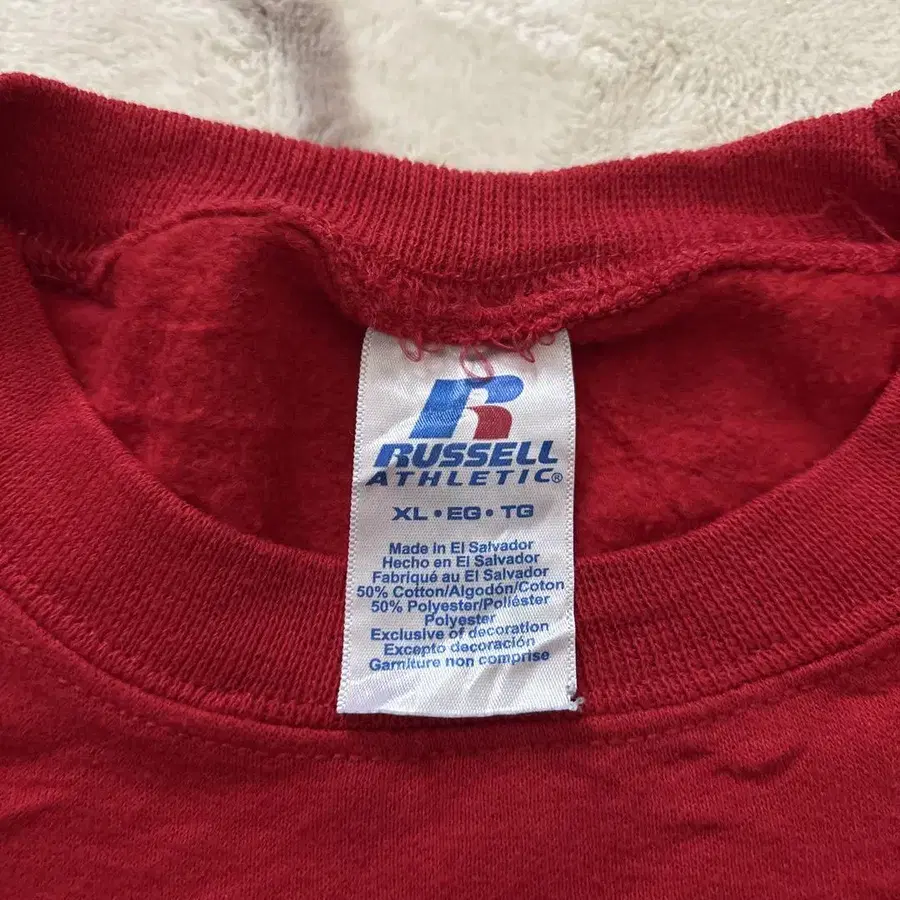 R
RUSSELL
ATHLETIC®
XL • EG • TG
Made in El Salvador
Hecho en El Salvador
Fabriqué au El Salvador
50% Cotton/Algodón/Coton
50% Polyester/Poliéster
Polyester
Exclusive of decoration
Excepto decoración
Garniture non comprise